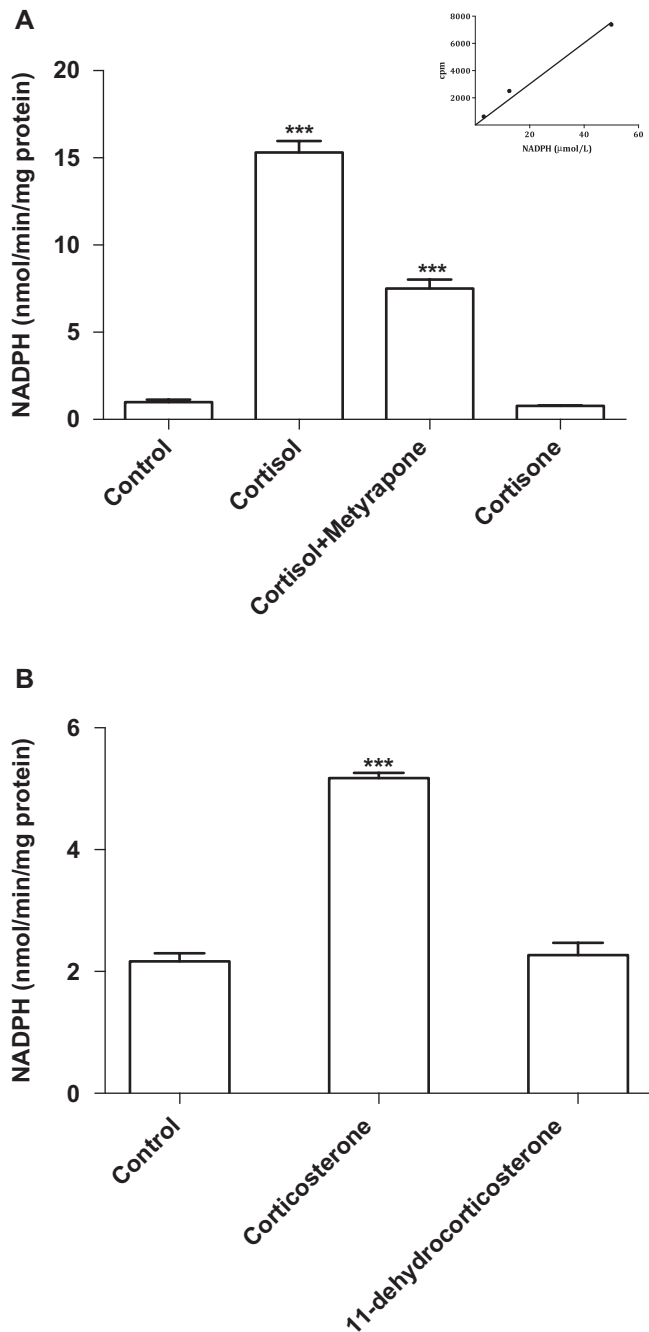 A
8000
6000
4000
2000
cpm
20
40
60
NADPH (μmol/L)
NADPH (nmol/min/mg protein)
20
15
10
5
0
***
***
Control
Cortisol
Cortisol+Metyrapone
Cortisone
B
NADPH (nmol/min/mg protein)
6
4
2
0
***
Control
Corticosterone
11-dehydrocorticosterone